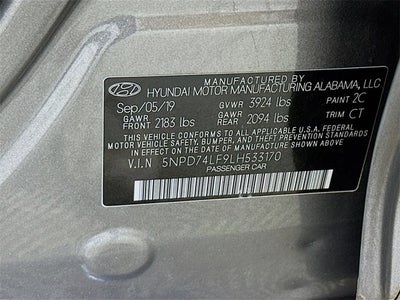 MANUFACTURED BY
HYUNDAI MOTOR MANUFACTURING ALABAMA, LLC
Sep/05/19 GVWR 3924 lbs PAINT 2C
GAWR FRONT 2183 lbs GAWR REAR 2094 lbs TRIM CT
THIS VEHICLE CONFORMS TO ALL APPLICABLE U.S.A. FEDERAL
MOTOR VEHICLE SAFETY, BUMPER, AND THEFT PREVENTION
STANDARDS IN EFFECT ON THE DATE OF MANUFACTURE SHOWN ABOVE.
V.I.N 5NPD74LF9LH533170
PASSENGER CAR